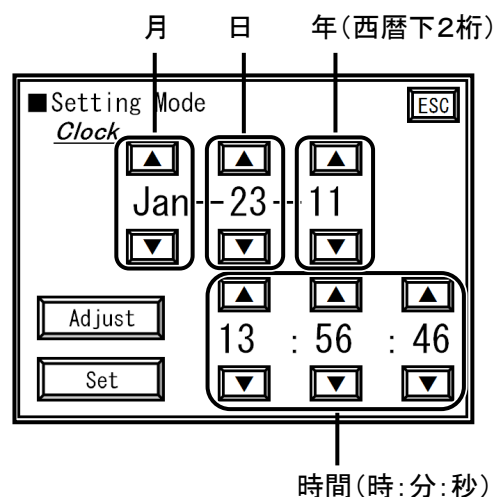 月 日 年(西暦下2桁)
■Setting Mode ESC
Clock
▲ ▲ ▲
Jan--23--11
▼ ▼ ▼
▲ ▲ ▲
Adjust
13 : 56 : 46
Set
▼ ▼ ▼
時間(時:分:秒)